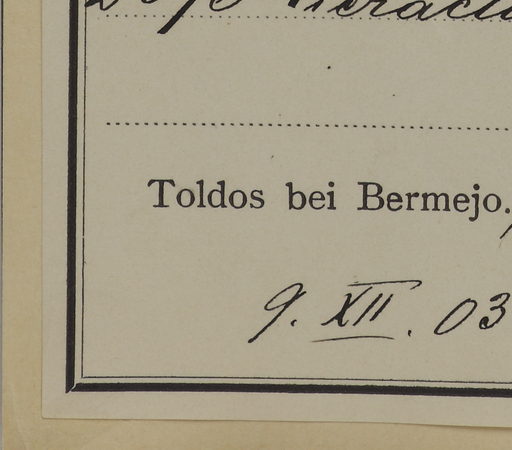 Toldos bei Bermejo.
9. XII. 03